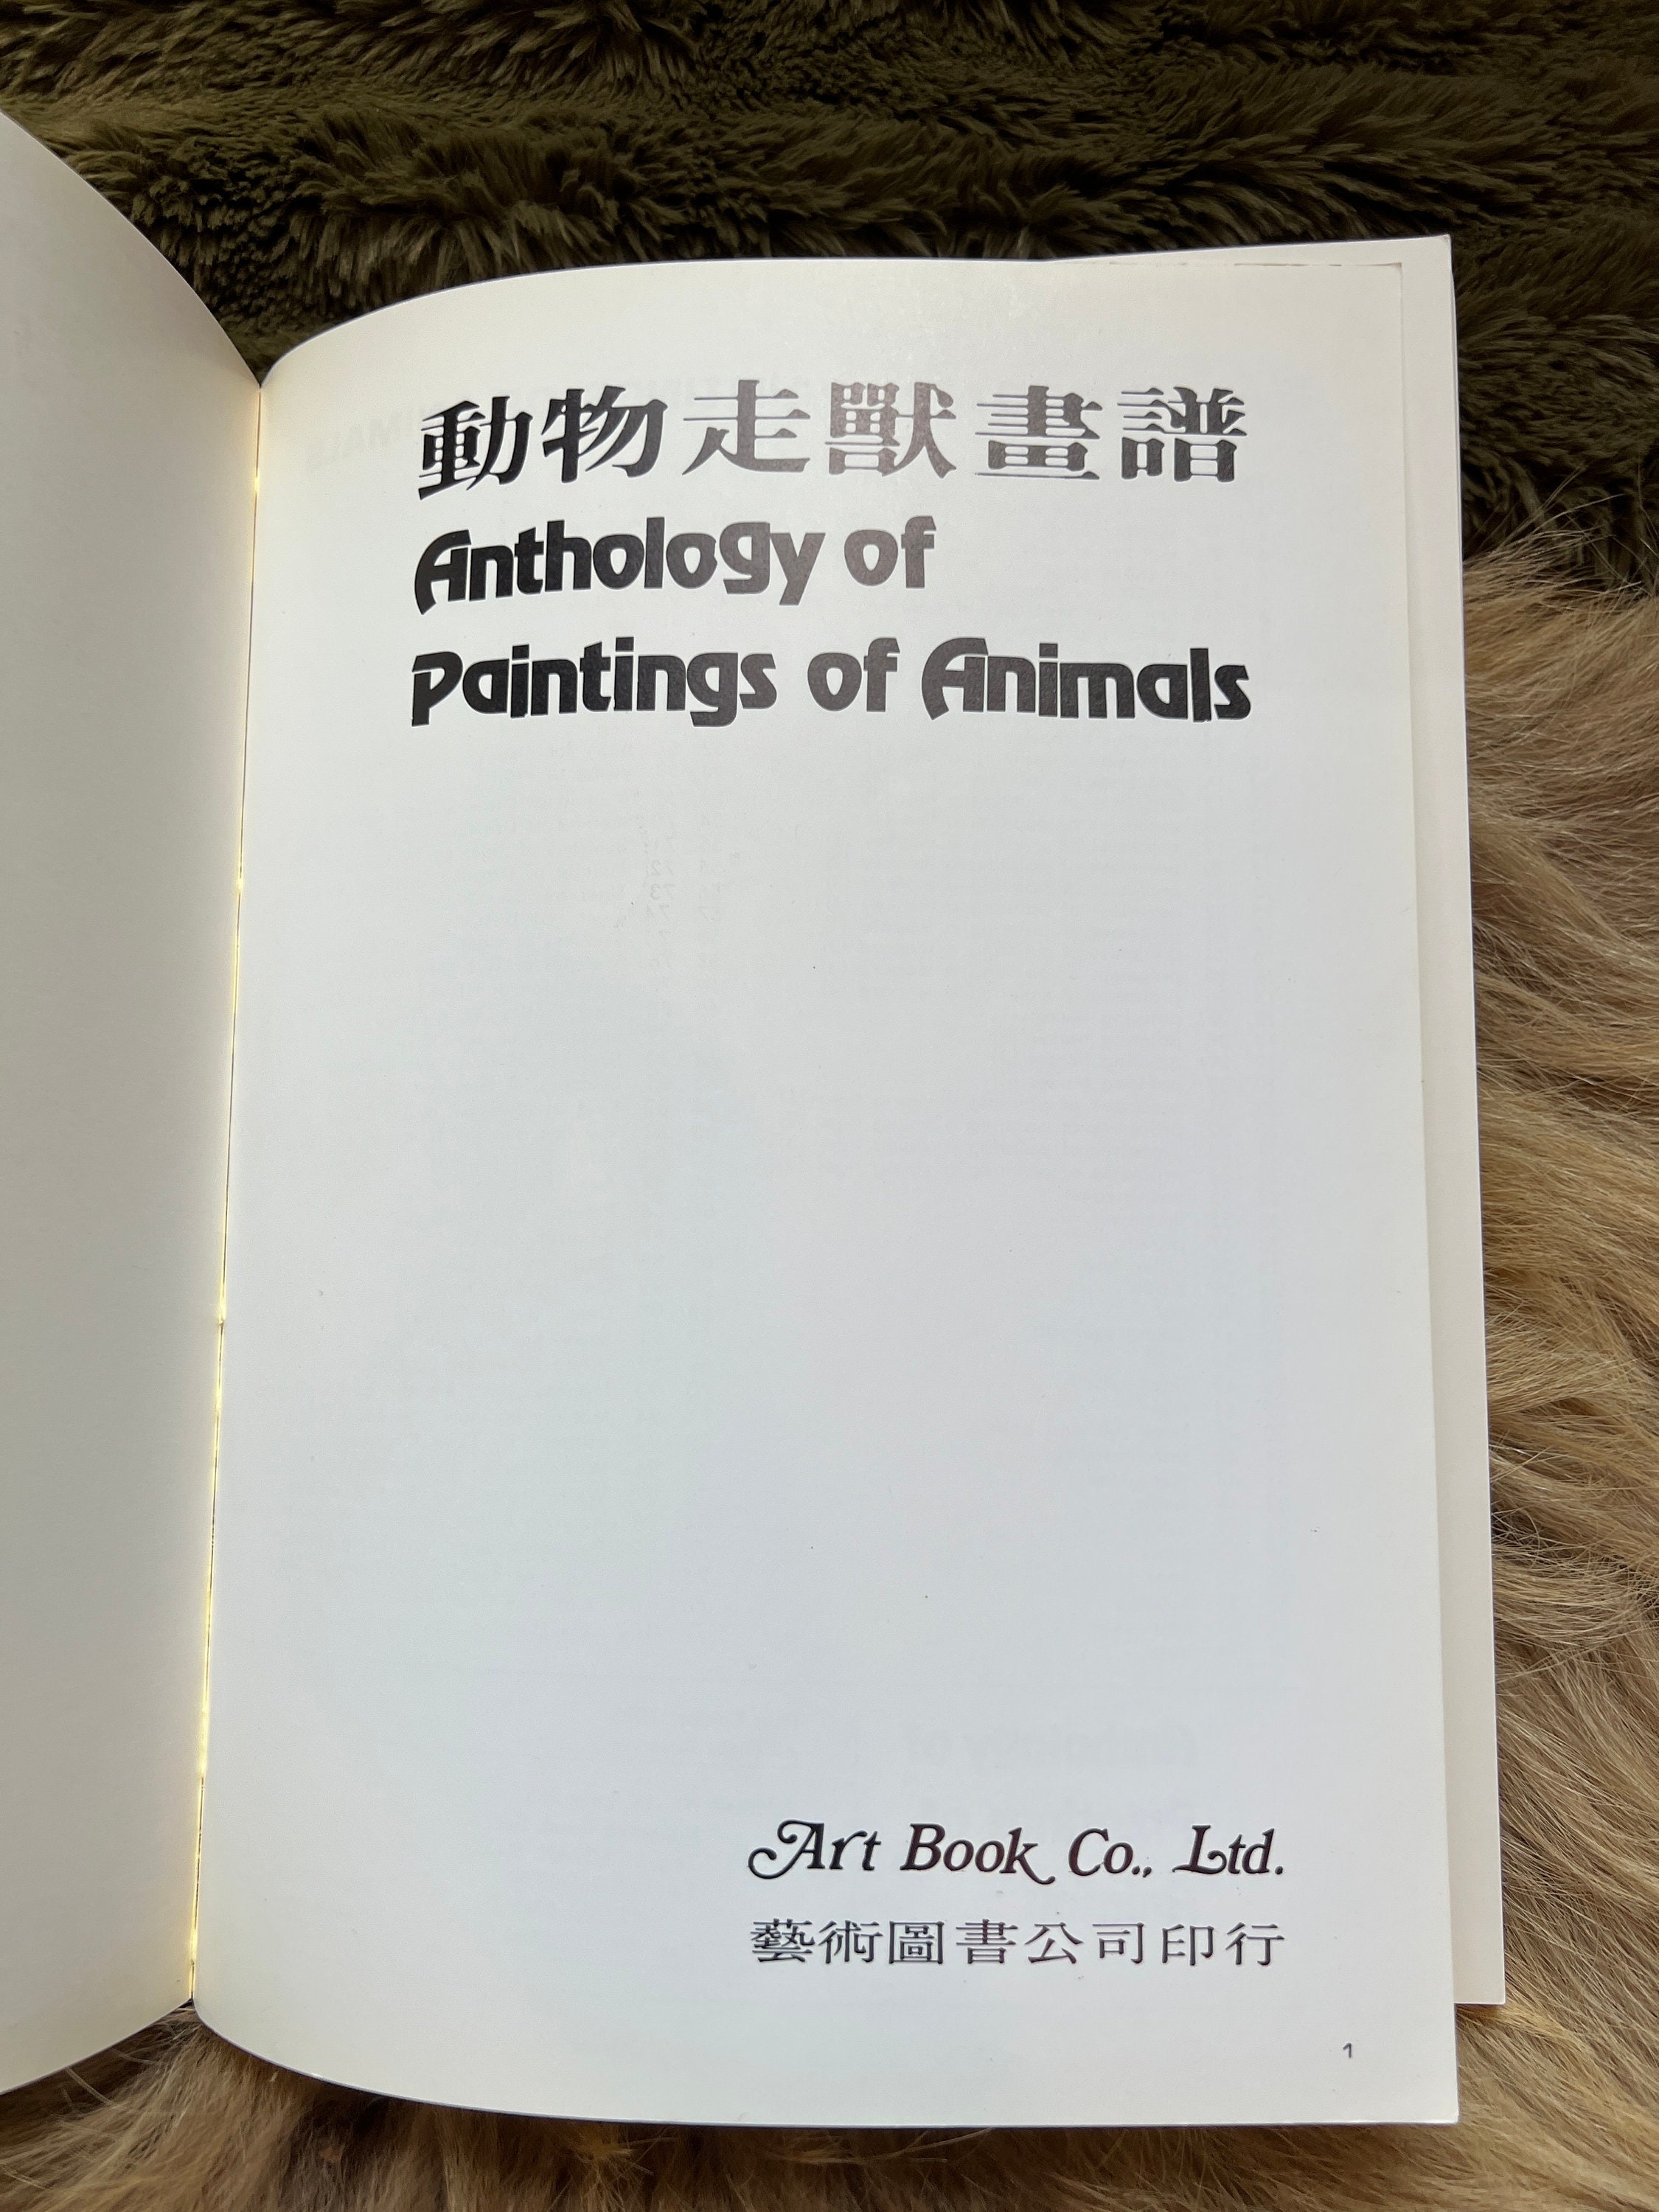 動物走獸畫譜
Anthology of
Paintings of Animals
Art Book Co., Ltd.
藝術圖書公司印行
1